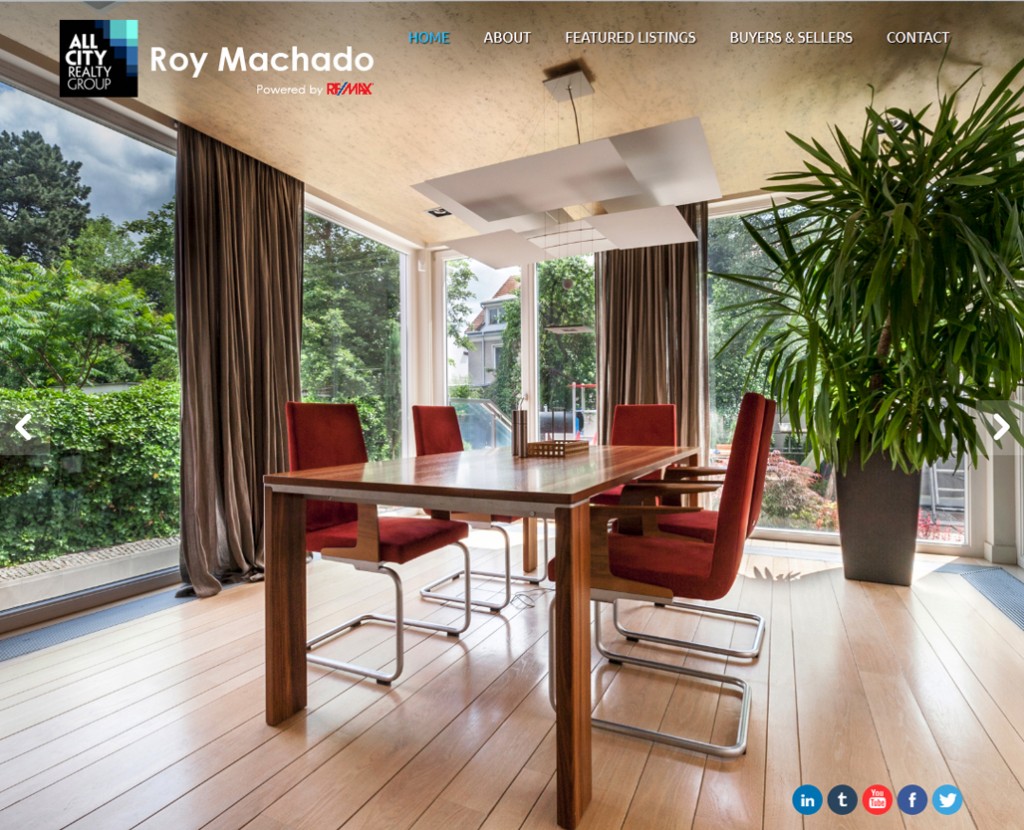 ALL
CITY
REALTY
GROUP
Roy Machado
Powered by RE/MAX
HOME ABOUT FEATURED LISTINGS BUYERS & SELLERS CONTACT
in t You Tube f